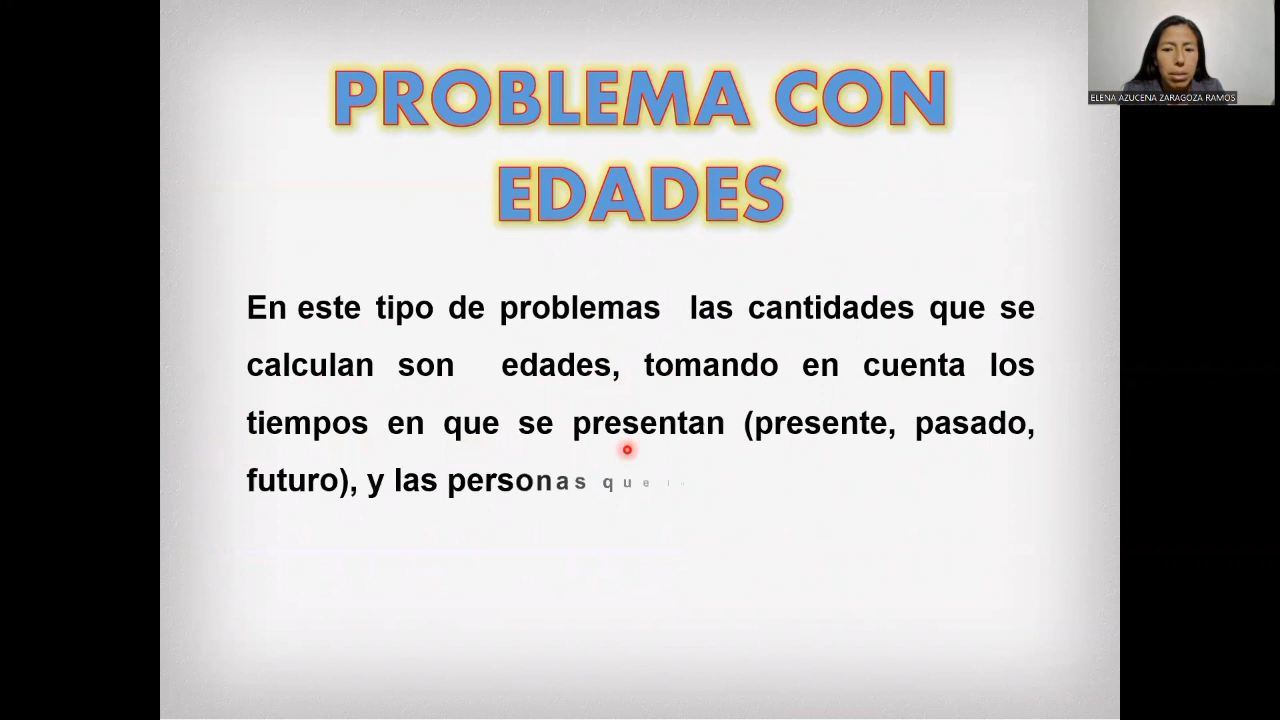 PROBLEMA CON
EDADES
En este tipo de problemas las cantidades que se
calculan son edades, tomando en cuenta los
tiempos en que se presentan (presente, pasado,
futuro), y las personas que
ELENA AZUCENA ZARAGOZA RAMOS